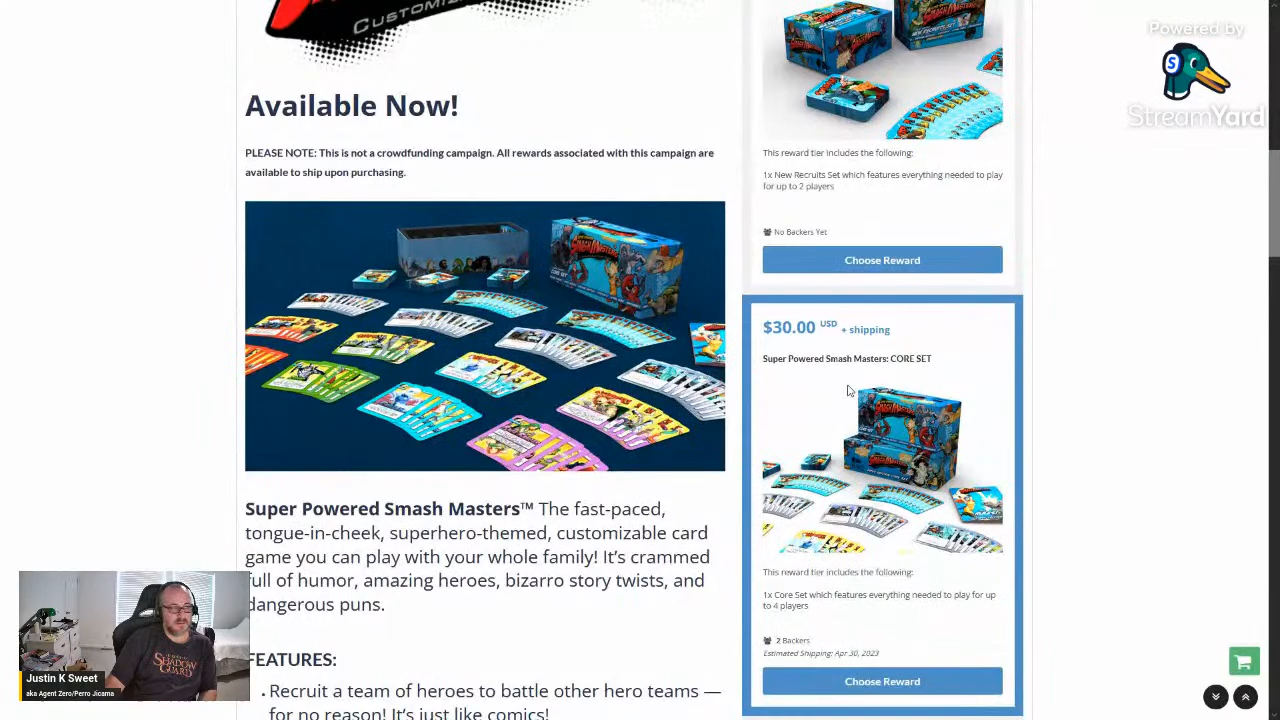 CUSTOMIZ
Powered by
StreamYard
Available Now!
PLEASE NOTE: This is not a crowdfunding campaign. All rewards associated with this campaign are
available to ship upon purchasing.
This reward tier includes the following:
1x New Recruits Set which features everything needed to play
for up to 2 players
No Backers Yet
Choose Reward
$30.00 USD + shipping
Super Powered Smash Masters: CORE SET
This reward tier includes the following:
1x Core Set which features everything needed to play for up
to 4 players
2 Backers
Estimated Shipping: Apr 30, 2023
Choose Reward
Super Powered Smash Masters™ The fast-paced,
tongue-in-cheek, superhero-themed, customizable card
game you can play with your whole family! It’s crammed
full of humor, amazing heroes, bizarro story twists, and
dangerous puns.
FEATURES:
• Recruit a team of heroes to battle other hero teams —
for no reason! It’s just like comics!
SHADOW
GUARD
Justin K Sweet
aka Agent Zero/Perro Jicama